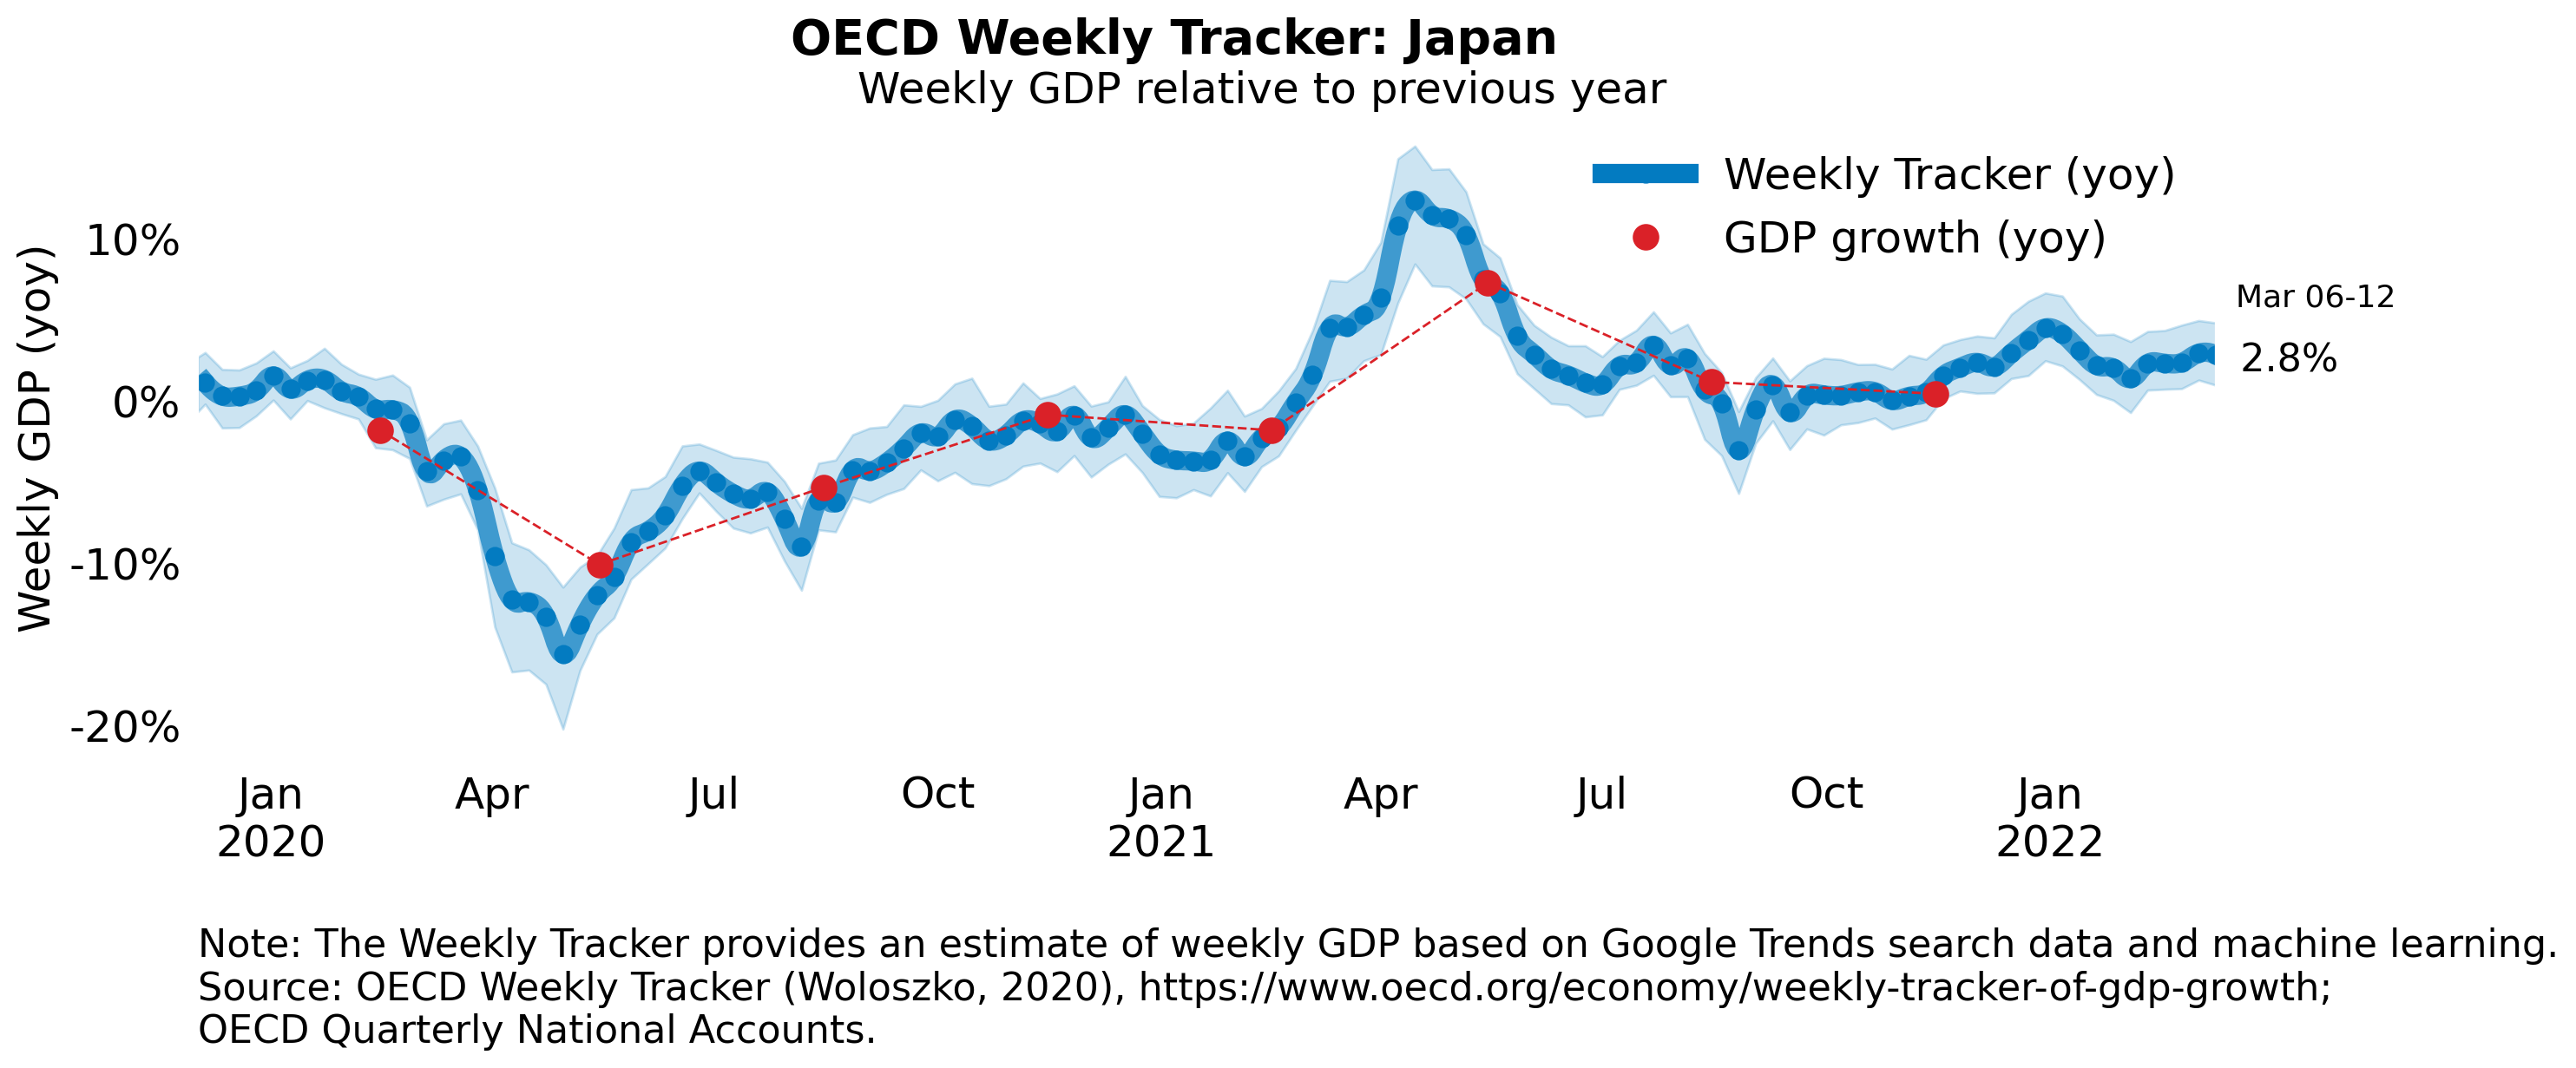 OECD Weekly Tracker: Japan
Weekly GDP relative to previous year
Weekly Tracker (yoy)
GDP growth (yoy)
Weekly GDP (yoy)
10%
0%
-10%
-20%
Mar 06-12
2.8%
Jan Apr Jul Oct Jan Apr Jul Oct Jan
2020 2021 2022
Note: The Weekly Tracker provides an estimate of weekly GDP based on Google Trends search data and machine learning.
Source: OECD Weekly Tracker (Woloszko, 2020), https://www.oecd.org/economy/weekly-tracker-of-gdp-growth;
OECD Quarterly National Accounts.